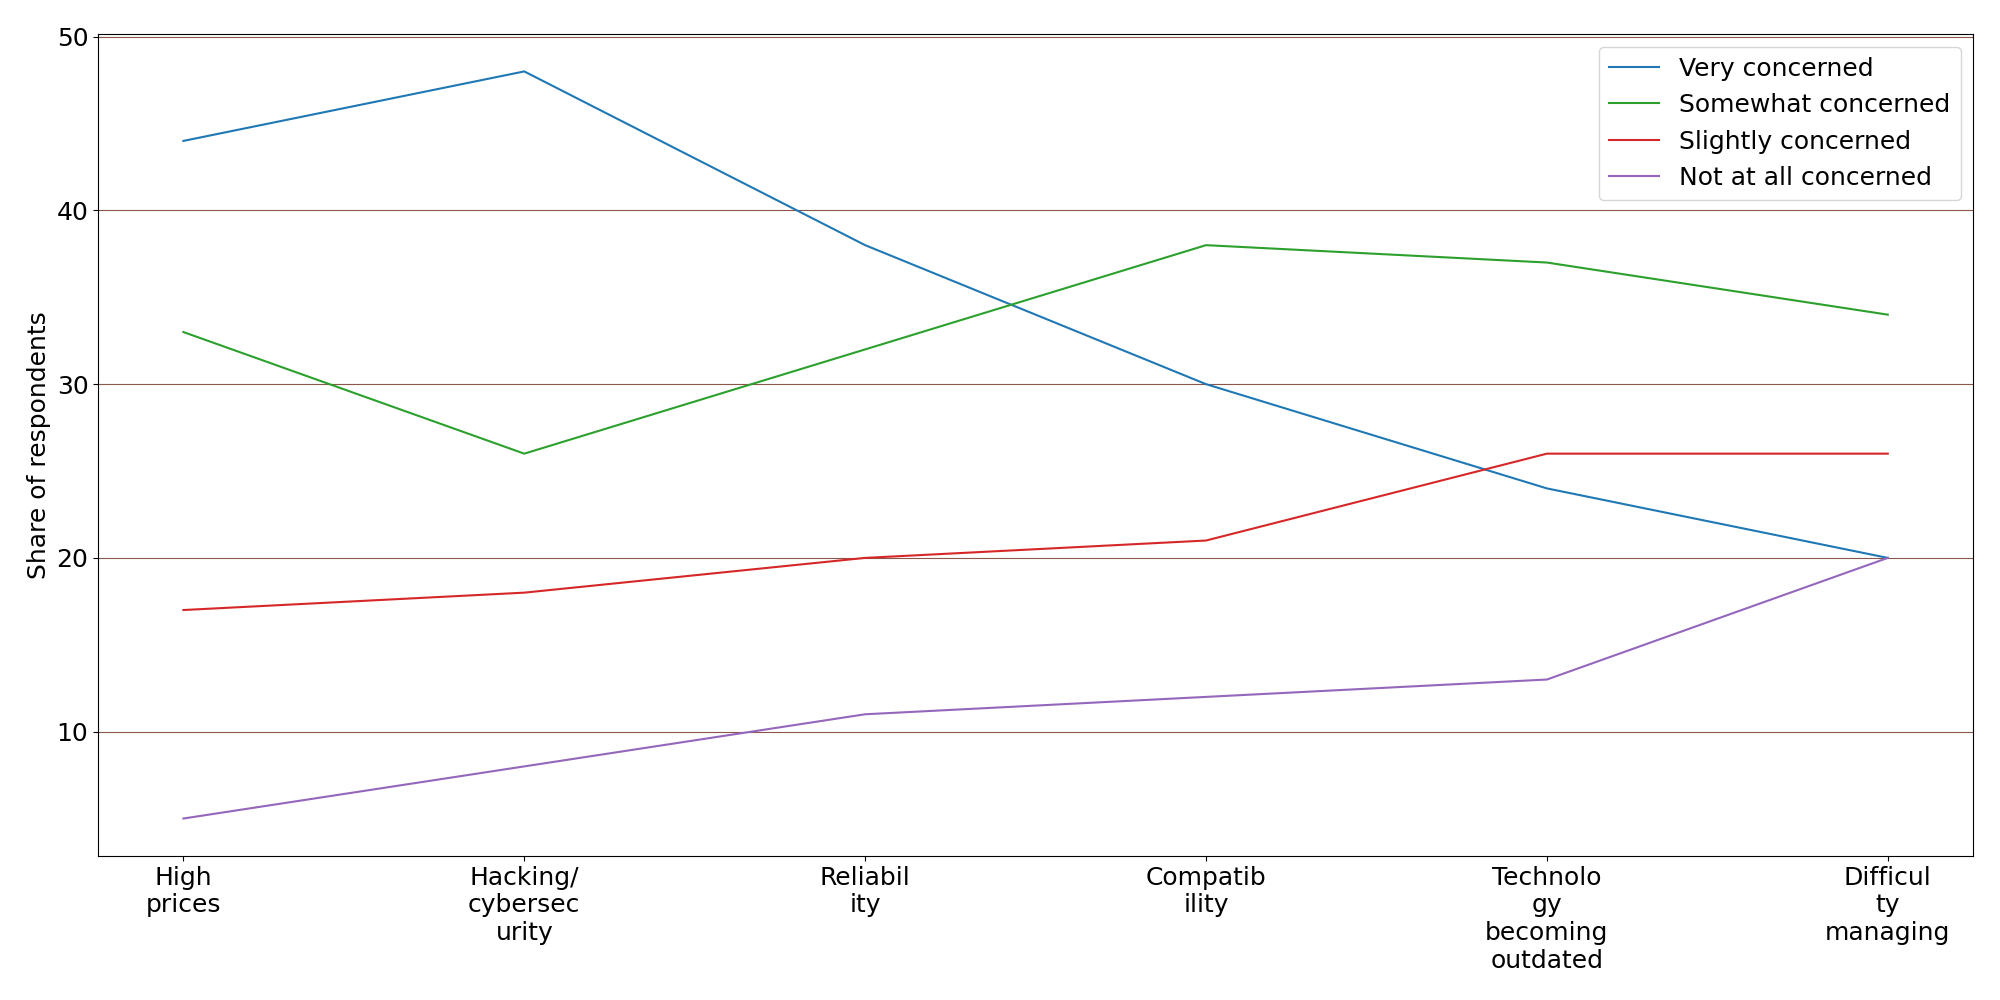 Share of respondents
50
40
30
20
10
Very concerned
Somewhat concerned
Slightly concerned
Not at all concerned
High
prices
Hacking/
cybersec
urity
Reliabil
ity
Compatib
ility
Technolo
gy
becoming
outdated
Difficul
ty
managing